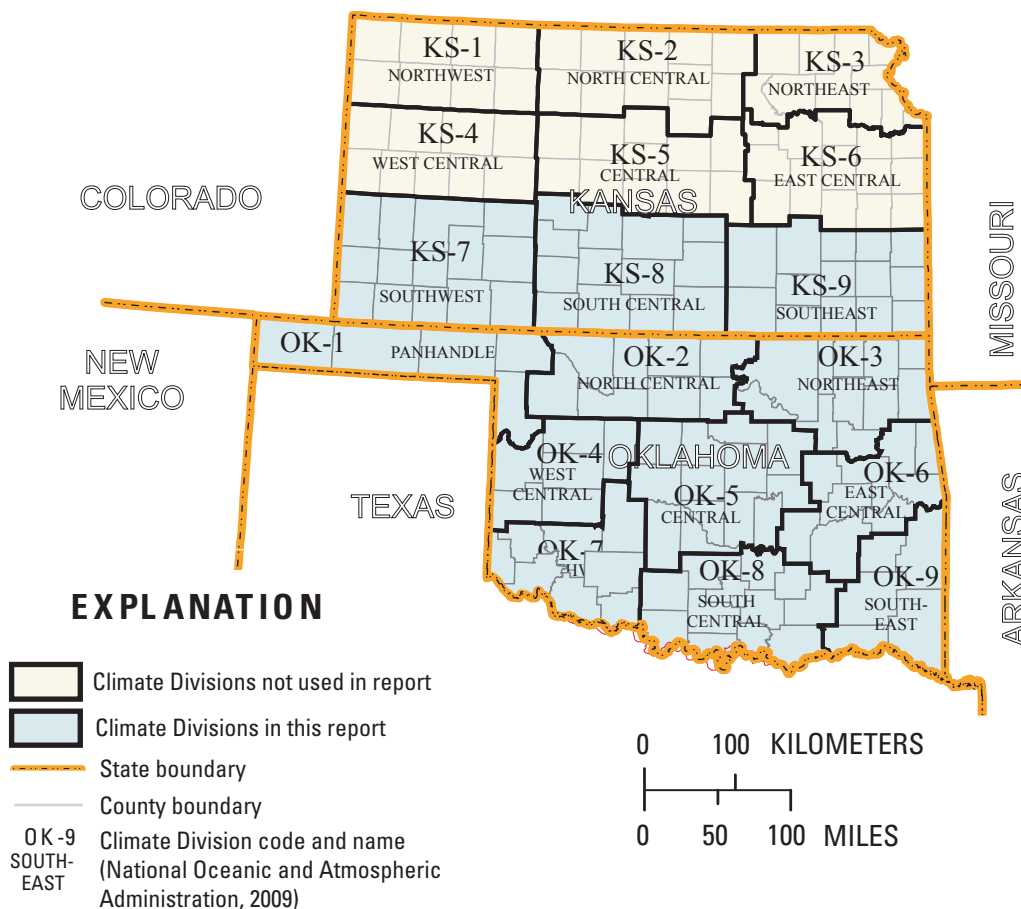 KS-1
NORTHWEST
KS-2
NORTH CENTRAL
KS-3
NORTHEAST
KS-4
WEST CENTRAL
KS-5
CENTRAL
KS-6
EAST CENTRAL
COLORADO
KANSAS
MISSOURI
KS-7
SOUTHWEST
KS-8
SOUTH CENTRAL
KS-9
SOUTHEAST
OK-1
PANHANDLE
NEW
MEXICO
OK-2
NORTH CENTRAL
OK-3
NORTHEAST
OK-4
WEST
CENTRAL
OKLAHOMA
OK-5
CENTRAL
OK-6
EAST
CENTRAL
TEXAS
ARKANSAS
OK-7
OK-8
SOUTH
CENTRAL
OK-9
SOUTH-
EAST
EXPLANATION
Climate Divisions not used in report
Climate Divisions in this report
State boundary
County boundary
OK-9
SOUTH-
EAST
Climate Division code and name
(National Oceanic and Atmospheric
Administration, 2009)
0 100 KILOMETERS
0 50 100 MILES